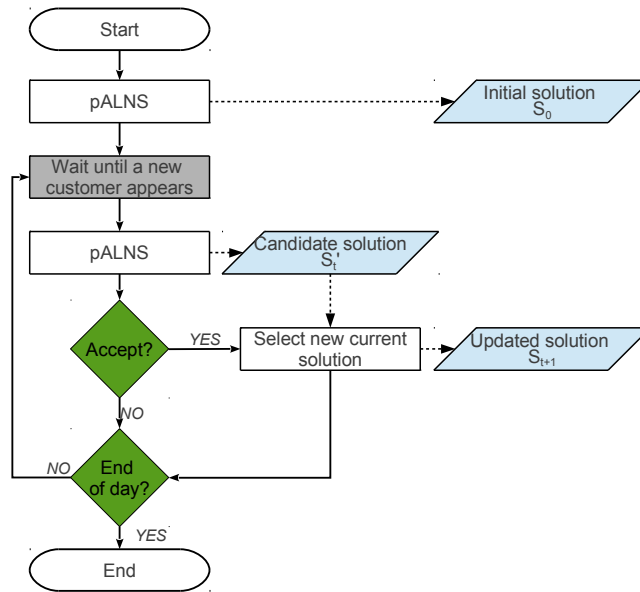 Start
pALNS
Initial solution
S0
Wait until a new
customer appears
pALNS
Candidate solution
St'
Accept?
YES
Select new current
solution
Updated solution
St+1
NO
End
of day?
NO
YES
End